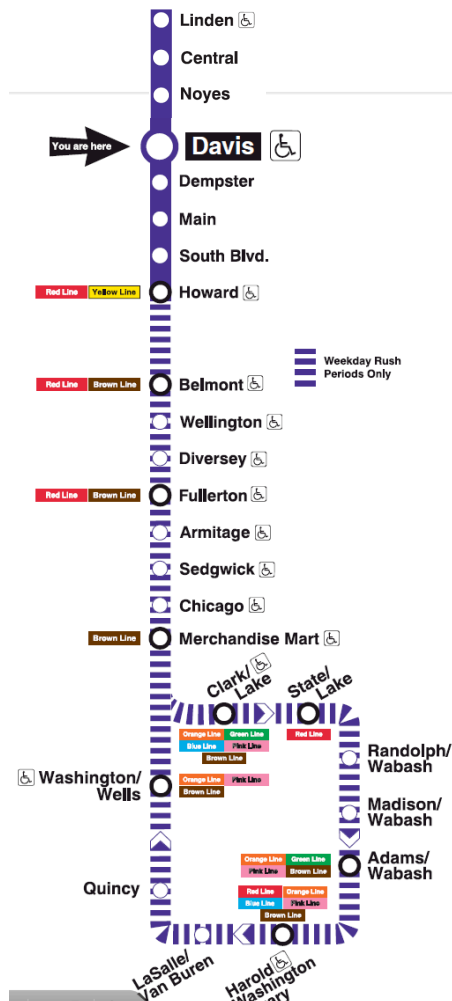 Linden
Central
Noyes
You are here
Davis
Dempster
Main
South Blvd.
Red Line Yellow Line
Howard
Weekday Rush
Periods Only
Red Line Brown Line
Belmont
Wellington
Diversey
Red Line Brown Line
Fullerton
Armitage
Sedgwick
Chicago
Brown Line
Merchandise Mart
Clark/
Lake
State/
Lake
Orange Line Green Line
Blue Line Pink Line
Brown Line
Red Line
Randolph/
Wabash
Washington/
Wells
Orange Line Pink Line
Brown Line
Madison/
Wabash
Orange Line Green Line
Pink Line Brown Line
Adams/
Wabash
Quincy
Red Line Orange Line
Blue Line Pink Line
Brown Line
LaSalle/
Van Buren
Harold
Washington